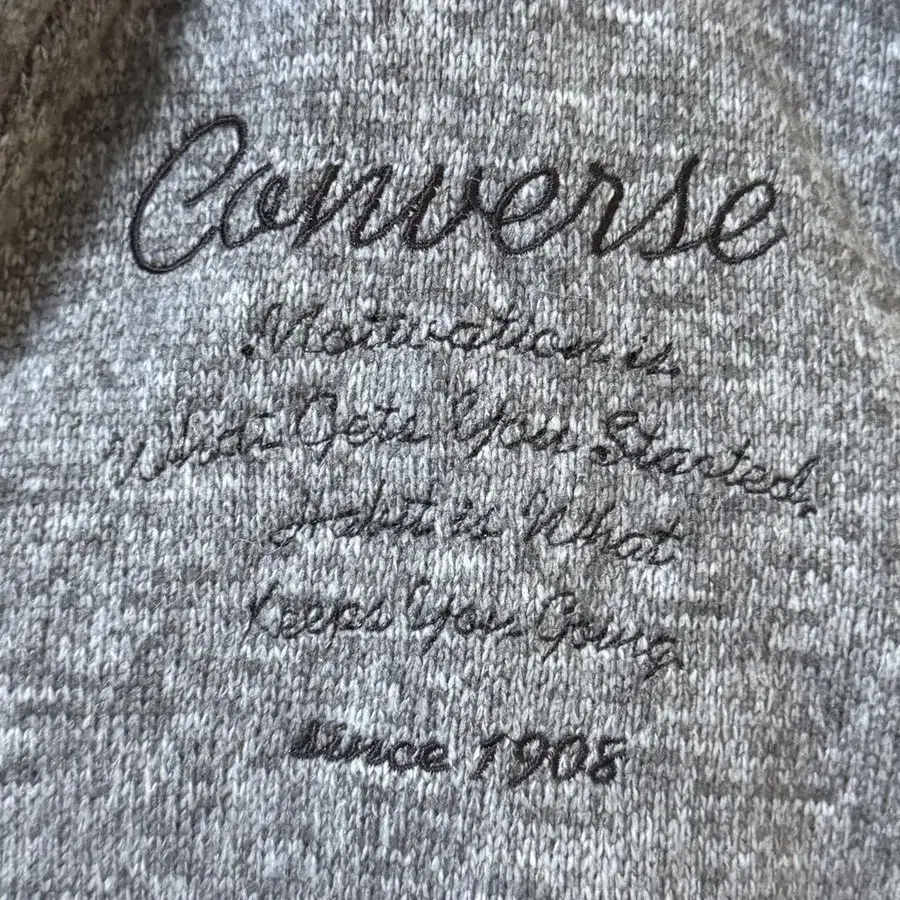 Converse
Motivation is
What Gets You Started,
Habit is What
keeps You Going
since 1908